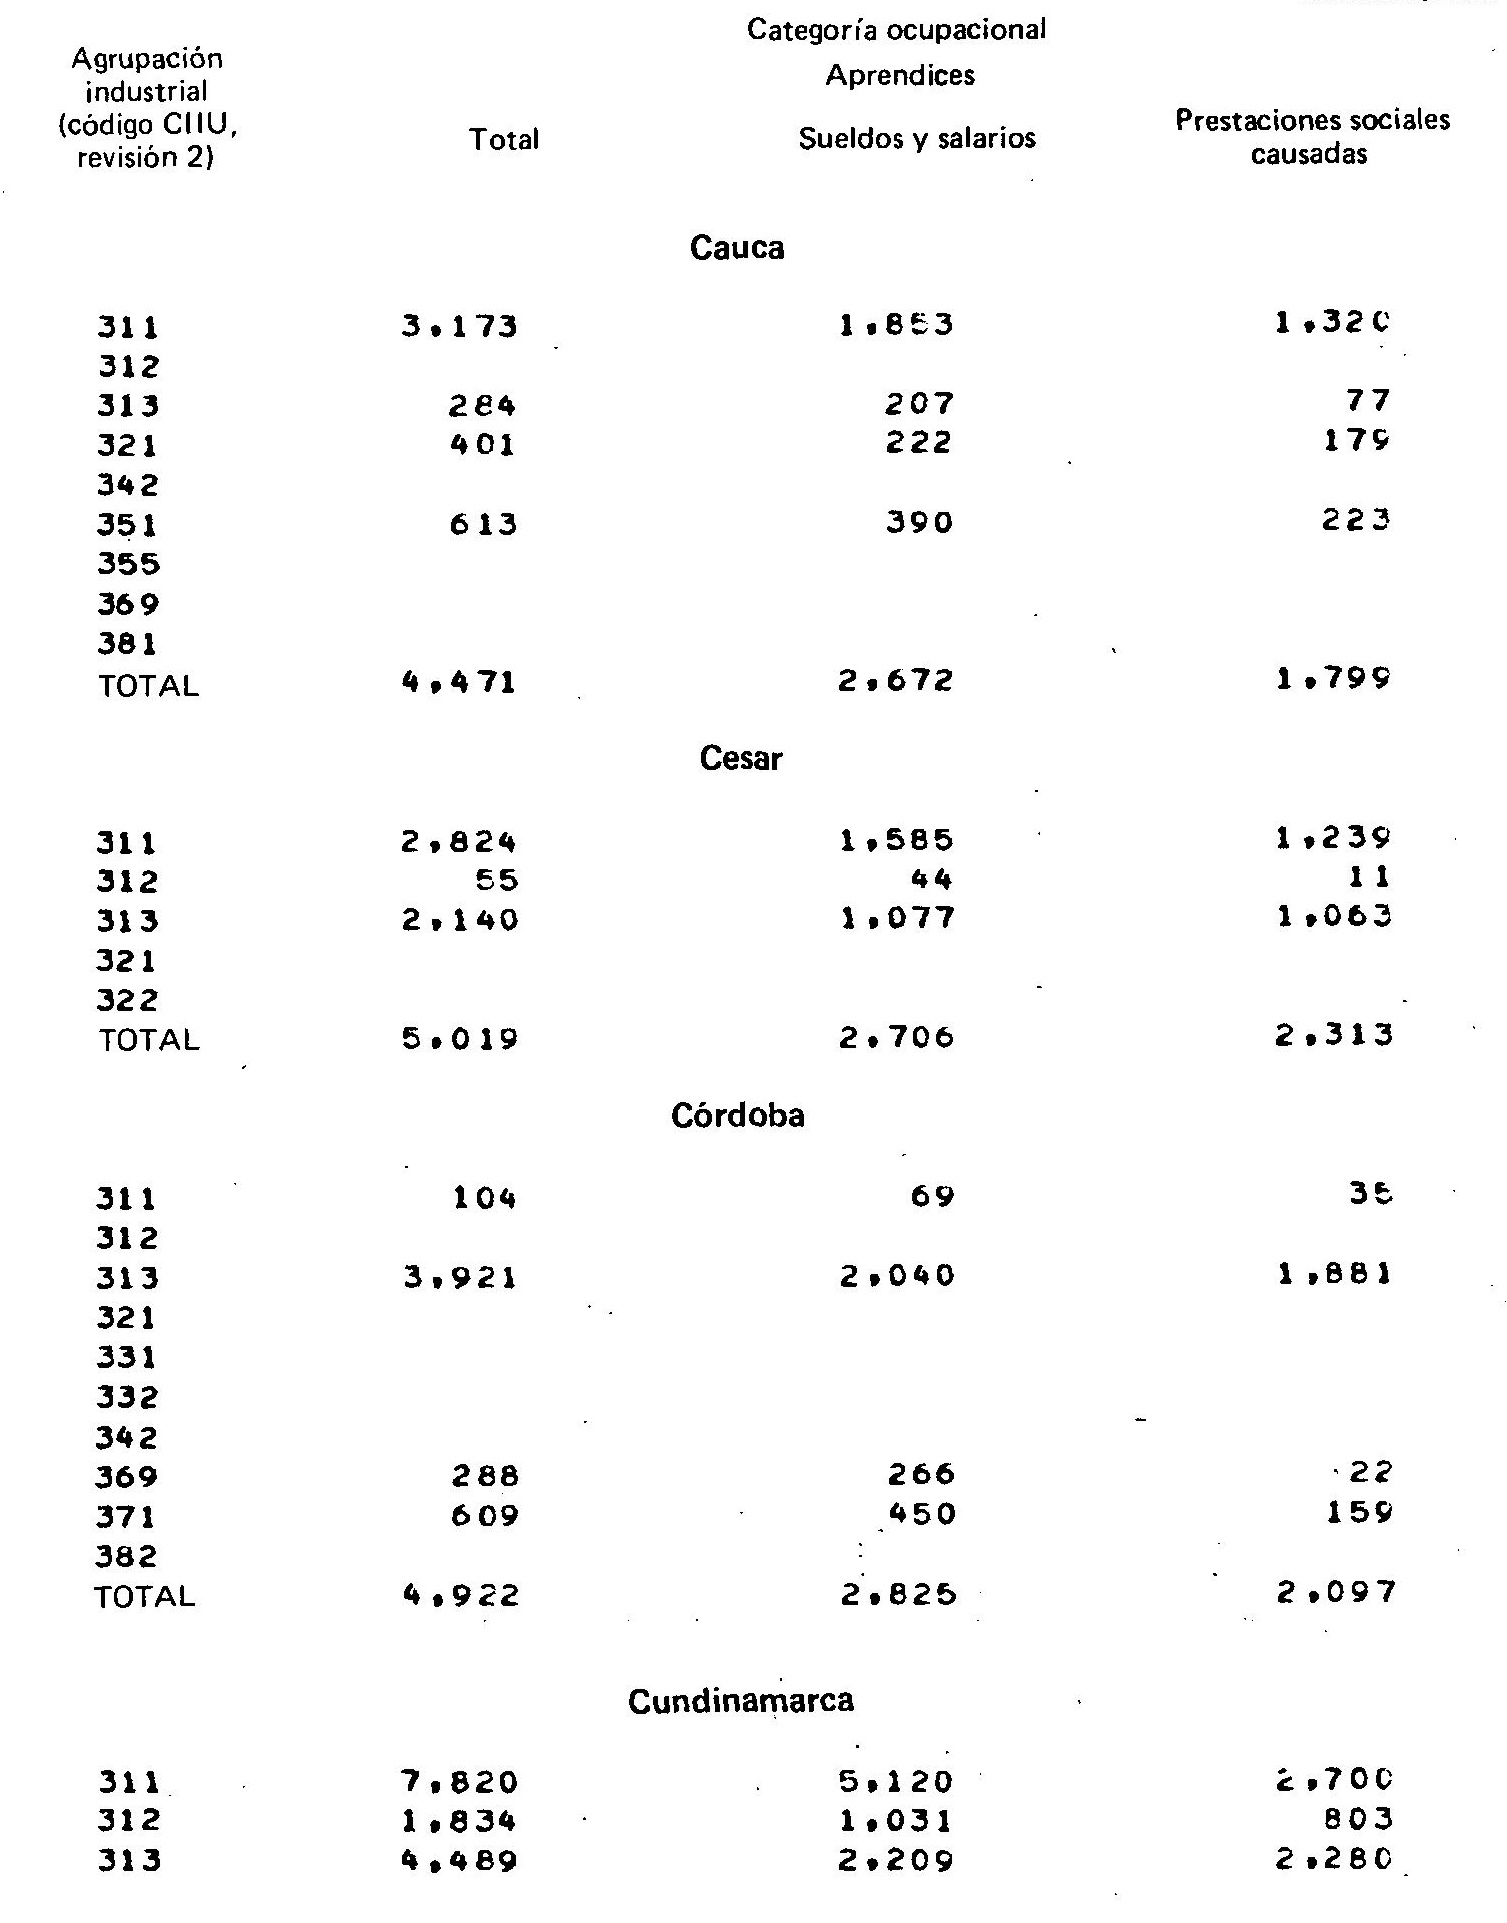 Categoría ocupacional
Agrupación
industrial
(código CIIU,
revisión 2)
Aprendices
Total Sueldos y salarios Prestaciones sociales
causadas
Cauca
311 3,173 1,853 1,320
312
313 284 207 77
321 401 222 179
342
351 613 390 223
355
369
381
TOTAL 4,471 2,672 1,799
Cesar
311 2,824 1,585 1,239
312 55 44 11
313 2,140 1,077 1,063
321
322
TOTAL 5,019 2,706 2,313
Córdoba
311 104 69 35
312
313 3,921 2,040 1,881
321
331
332
342
369 288 266 22
371 609 450 159
382
TOTAL 4,922 2,825 2,097
Cundinamarca
311 7,820 5,120 2,700
312 1,834 1,031 803
313 4,489 2,209 2,280